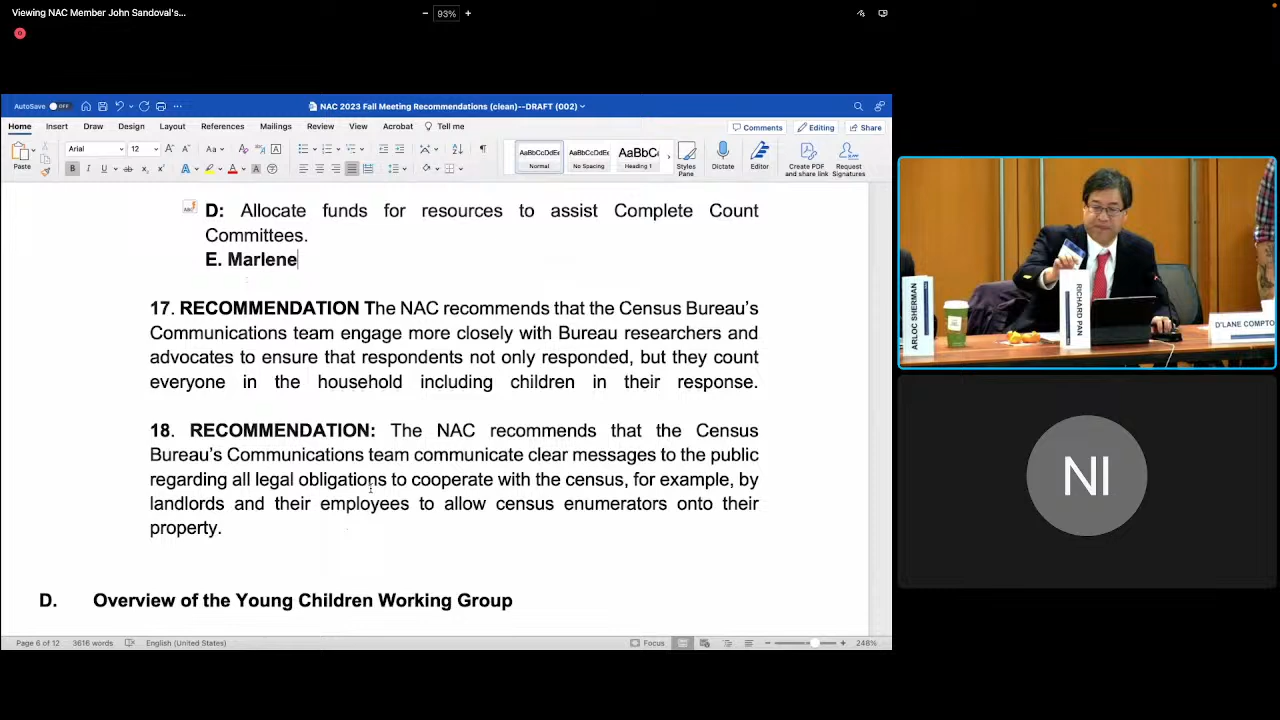 Viewing NAC Member John Sandoval's...
93%
AutoSave OFF
NAC 2023 Fall Meeting Recommendations (clean)--DRAFT (002)
Home Insert Draw Design Layout References Mailings Review View Acrobat Tell me
Comments Editing Share
Paste
Arial 12
AaBbCcDdEe AaBbCcDdEe AaBbC
Normal No Spacing Heading 1
Styles Pane
Dictate
Editor
Create PDF and share link
Request Signatures
D: Allocate funds for resources to assist Complete Count
Committees.
E. Marlene
17. RECOMMENDATION The NAC recommends that the Census Bureau's
Communications team engage more closely with Bureau researchers and
advocates to ensure that respondents not only responded, but they count
everyone in the household including children in their response.
18. RECOMMENDATION: The NAC recommends that the Census
Bureau's Communications team communicate clear messages to the public
regarding all legal obligations to cooperate with the census, for example, by
landlords and their employees to allow census enumerators onto their
property.
D. Overview of the Young Children Working Group
Page 6 of 12 3616 words English (United States) Focus 248%
ARLOC SHERMAN
RICHARD PAN
D'LANE COMPTO
NI